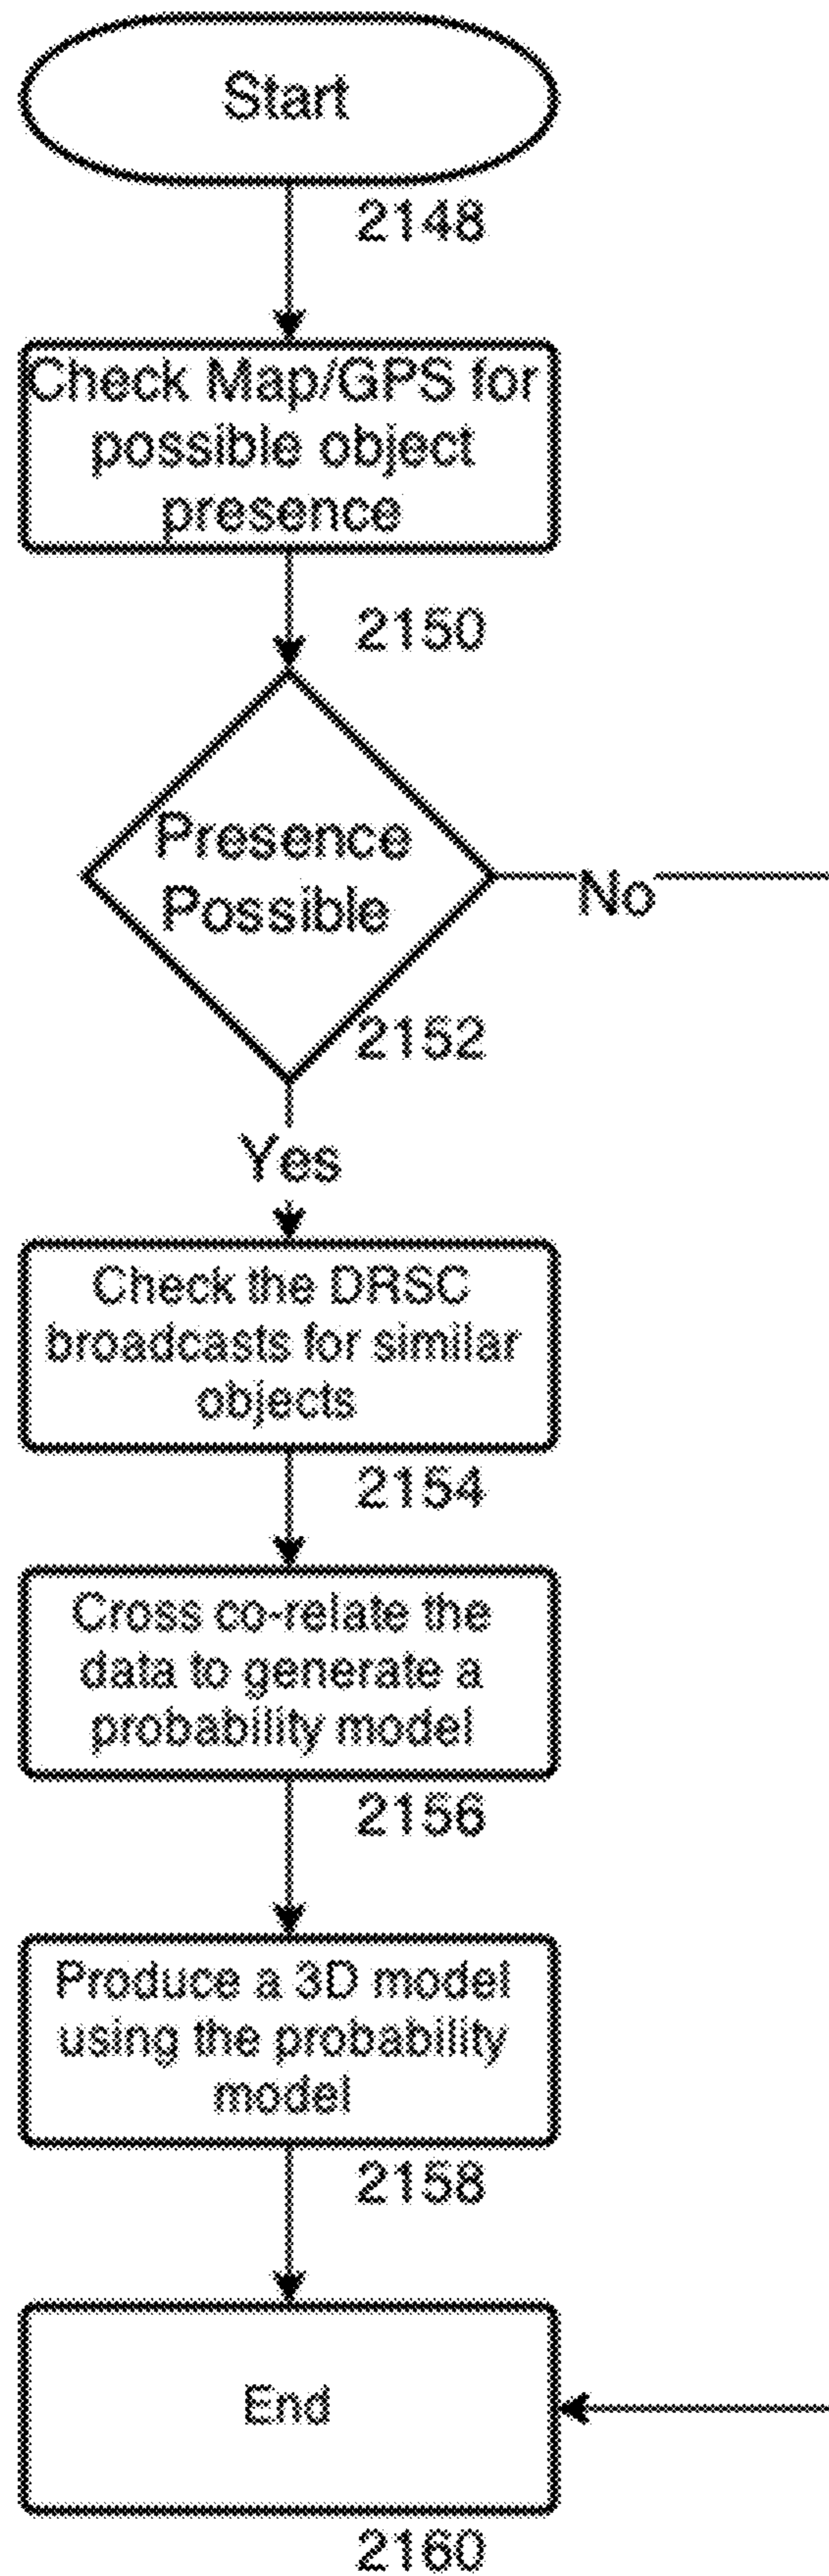 Start
2148
Check Map/GPS for
possible object
presence
2150
Presence
Possible
No
2152
Yes
Check the DRSC
broadcasts for similar
objects
2154
Cross co-relate the
data to generate a
probability model
2156
Produce a 3D model
using the probability
model
2158
End
2160